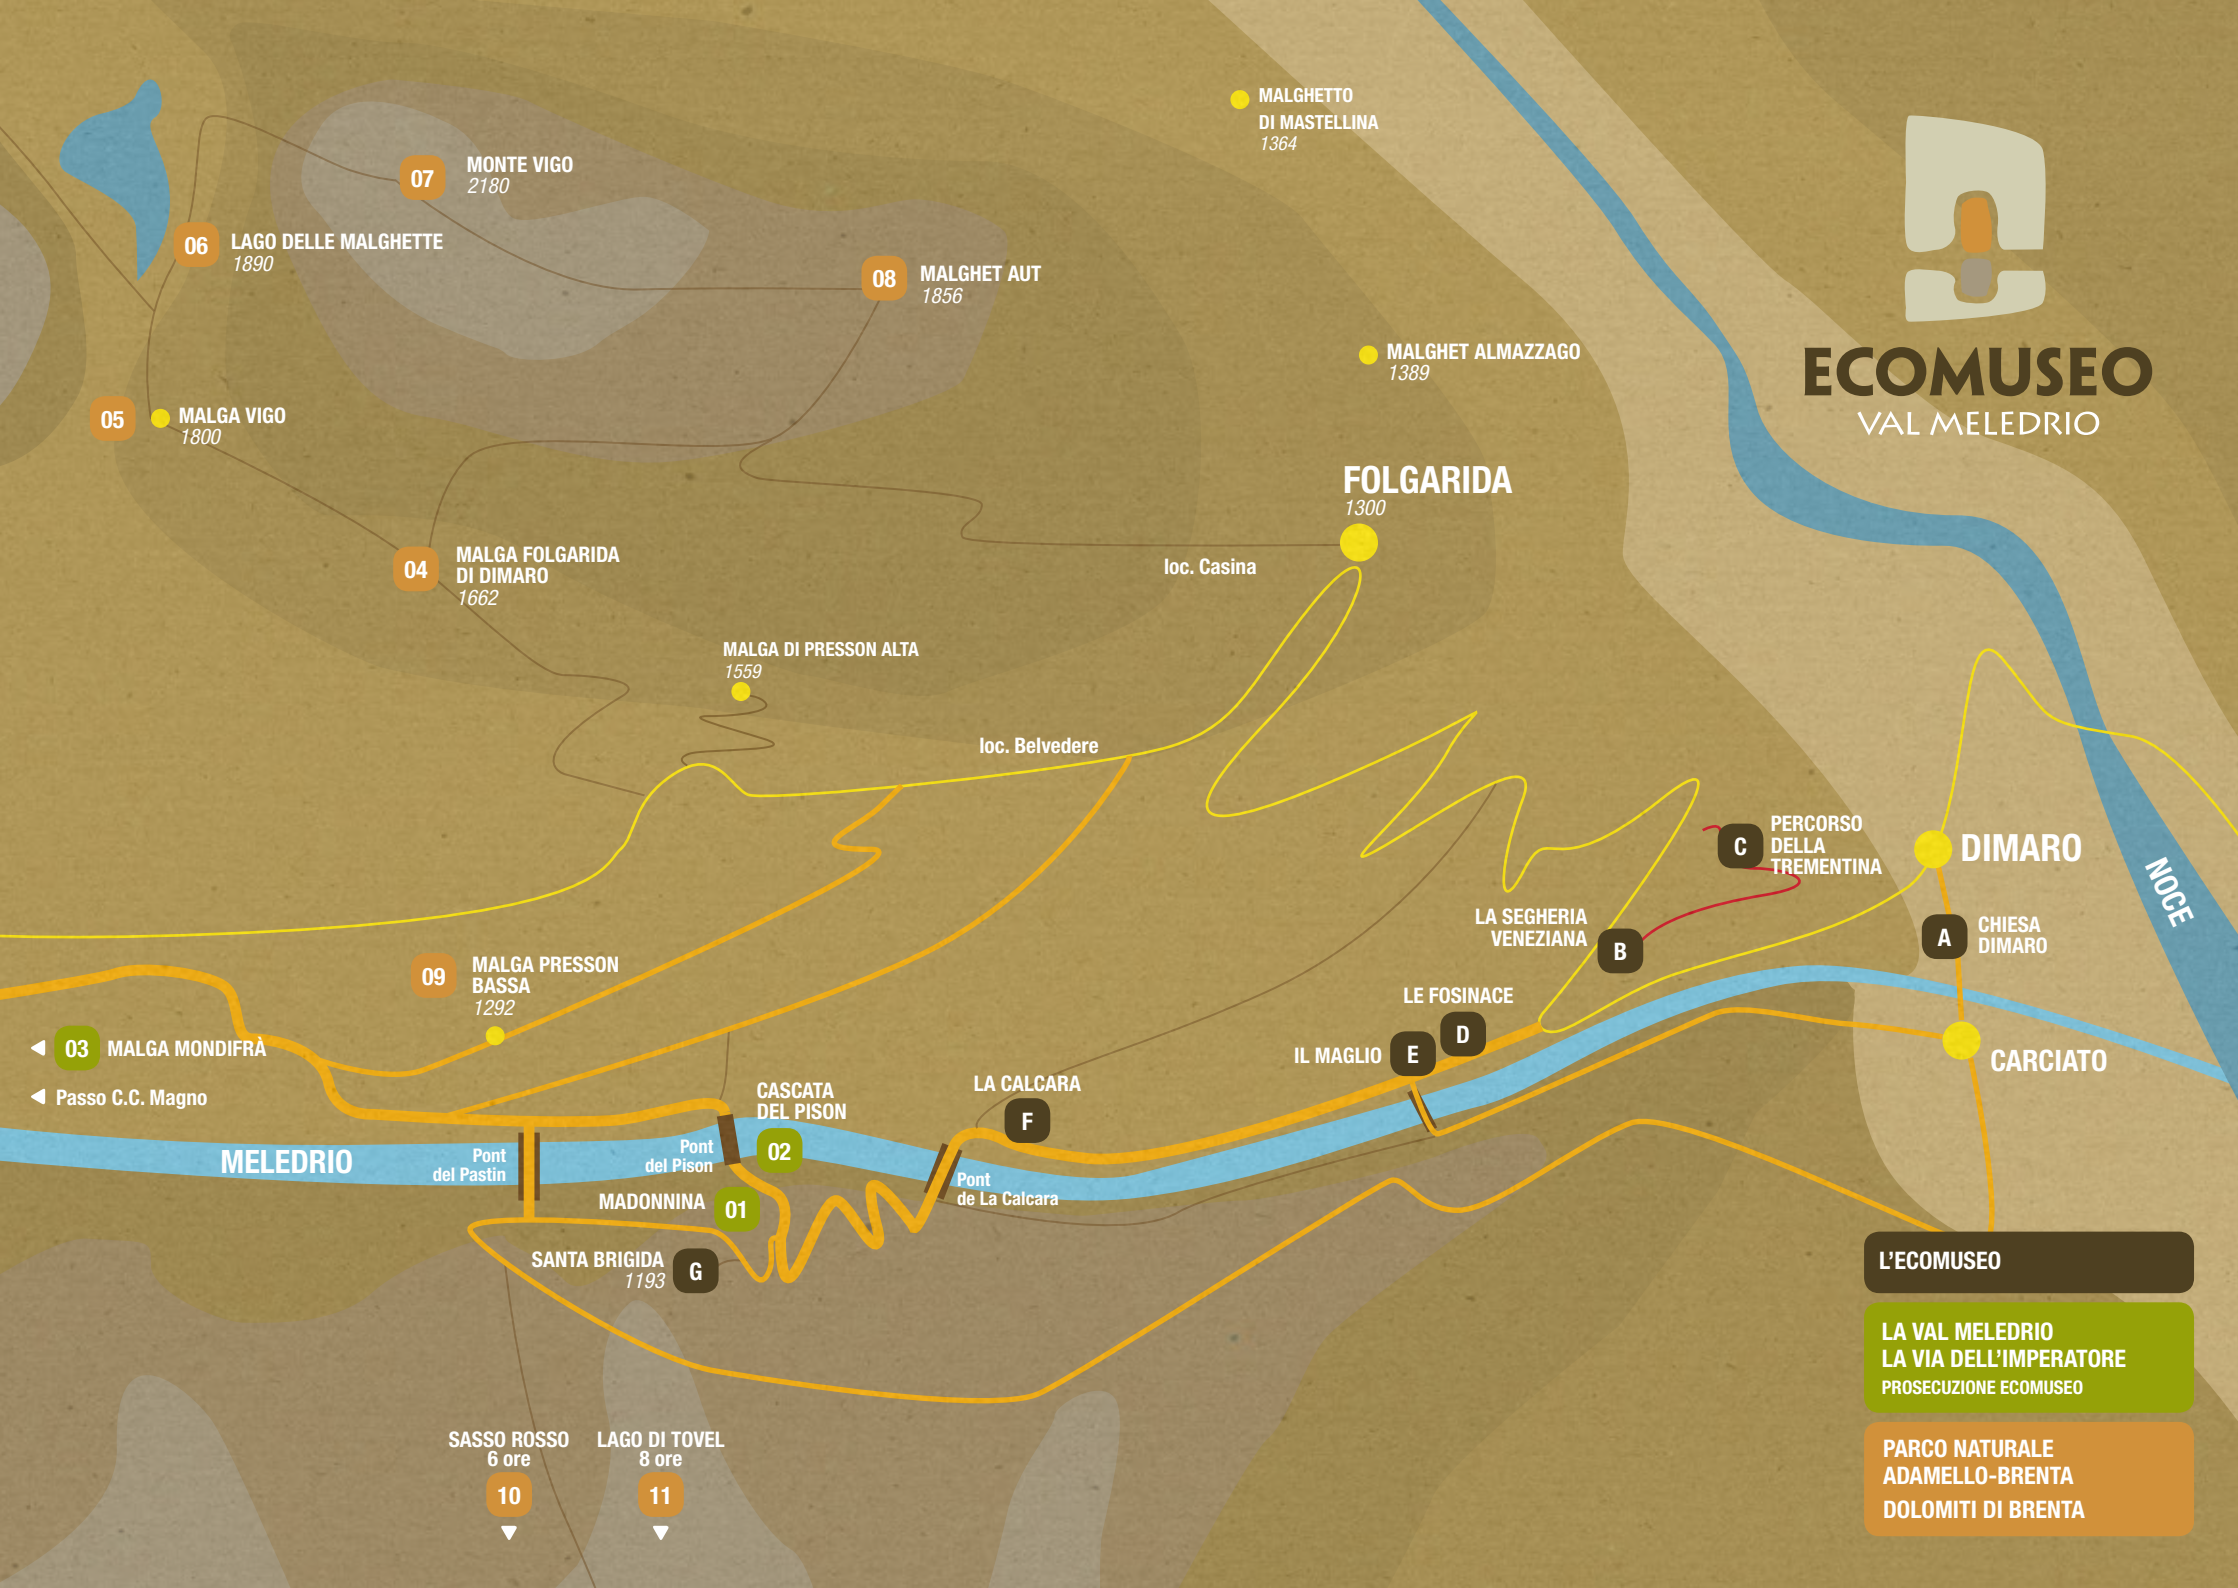 MALGHETTO
DI MASTELLINA
1364
07
MONTE VIGO
2180
06
LAGO DELLE MALGHETTE
1890
08
MALGHET AUT
1856
MALGHET ALMAZZAGO
1389
ECOMUSEO
VAL MELEDRIO
05
MALGA VIGO
1800
FOLGARIDA
1300
loc. Casina
04
MALGA FOLGARIDA
DI DIMARO
1662
MALGA DI PRESSON ALTA
1559
loc. Belvedere
C
PERCORSO
DELLA
TREMENTINA
DIMARO
NOCE
LA SEGHERIA
VENEZIANA
B
A
CHIESA
DIMARO
09
MALGA PRESSON
BASSA
1292
LE FOSINACE
D
IL MAGLIO
E
CARCIATO
03
MALGA MONDIFRÀ
Passo C.C. Magno
CASCATA
DEL PISON
02
LA CALCARA
F
MELEDRIO
Pont
del Pastin
Pont
del Pison
Pont
de La Calcara
MADONNINA
01
SANTA BRIGIDA
1193
G
L'ECOMUSEO
LA VAL MELEDRIO
LA VIA DELL'IMPERATORE
PROSECUZIONE ECOMUSEO
PARCO NATURALE
ADAMELLO-BRENTA
DOLOMITI DI BRENTA
SASSO ROSSO
6 ore
10
LAGO DI TOVEL
8 ore
11